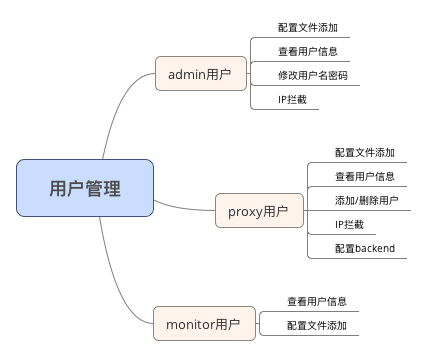 用户管理
admin用户
配置文件添加
查看用户信息
修改用户名密码
IP拦截
proxy用户
配置文件添加
查看用户信息
添加/删除用户
IP拦截
配置backend
monitor用户
查看用户信息
配置文件添加